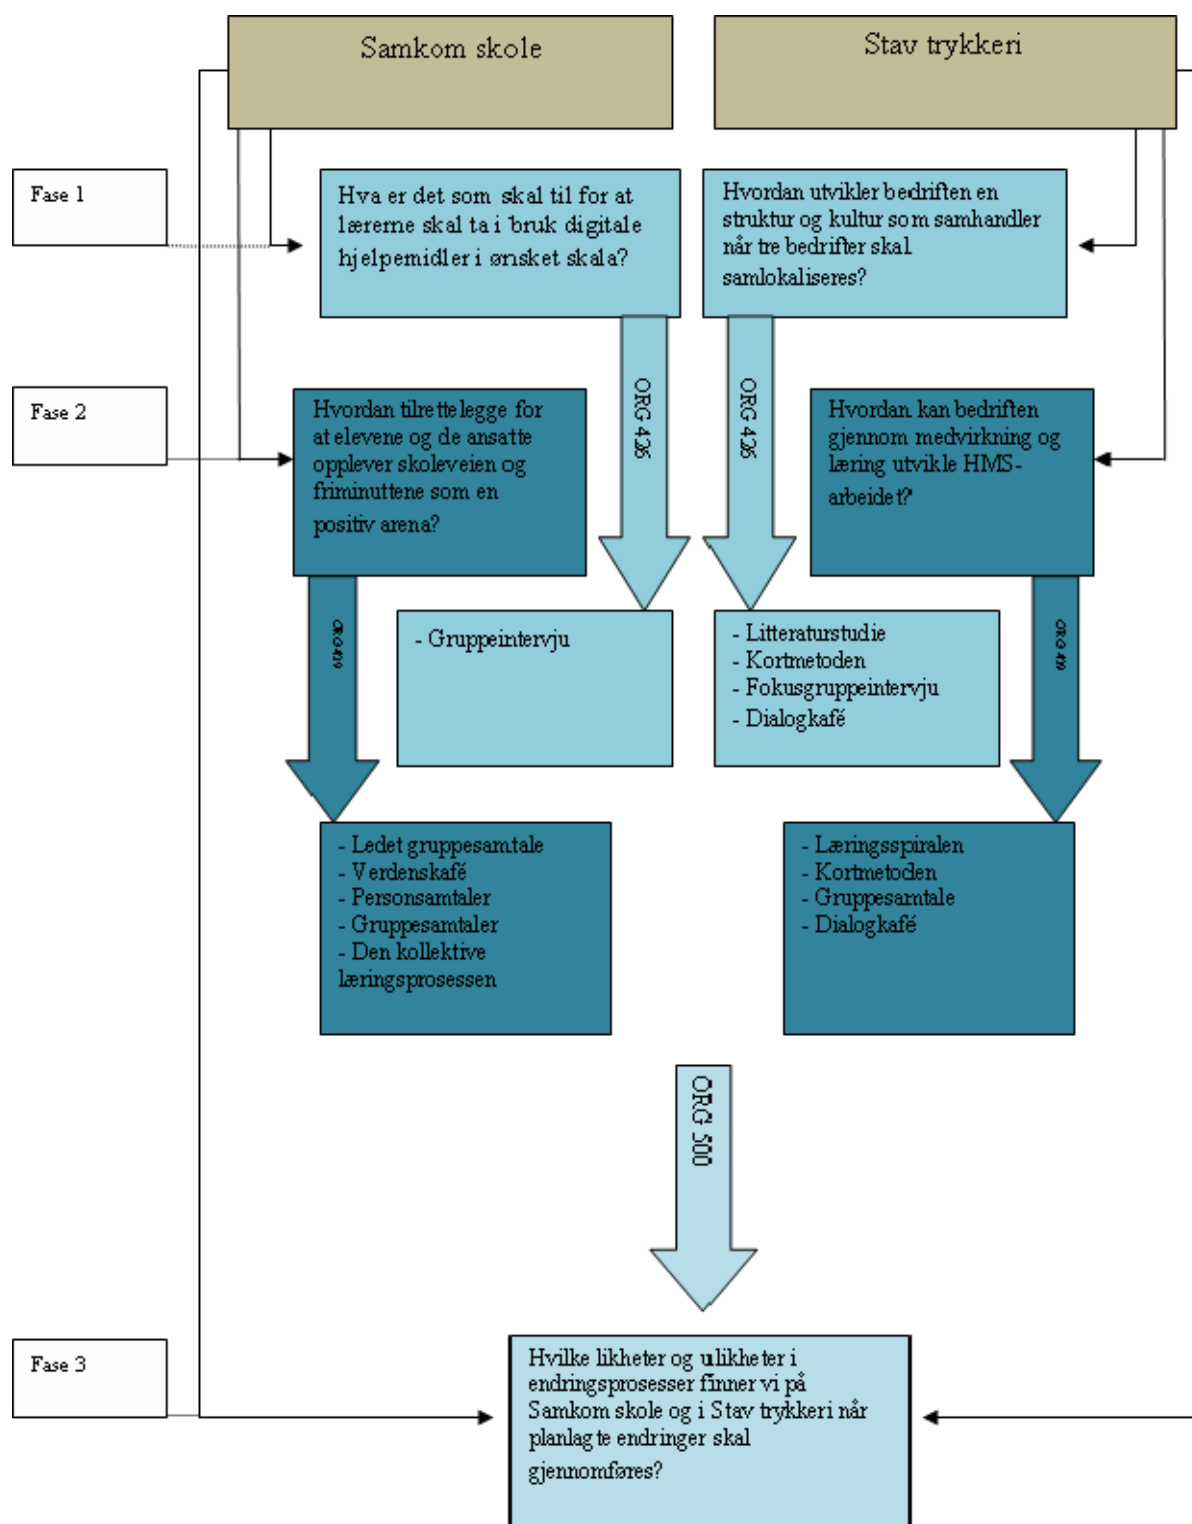 Samkom skole
Stav trykkeri
Fase 1
Hva er det som skal til for at
lærerne skal ta i bruk digitale
hjelpemidler i ønsket skala?
Hvordan utvikler bedriften en
struktur og kultur som samhandler
når tre bedrifter skal
samlokaliseres?
ORG 426
ORG 426
Fase 2
Hvordan tilrettelegge for
at elevene og de ansatte
opplever skoleveien og
friminuttene som en
positiv arena?
Hvordan kan bedriften
gjennom medvirkning og
læring utvikle HMS-
arbeidet?
- Gruppeintervju
- Litteraturstudie
- Kortmetoden
- Fokusgruppeintervju
- Dialogkafé
ORG
ORG
- Ledet gruppesamtale
- Verdenskafé
- Personsamtaler
- Gruppesamtaler
- Den kollektive
læringsprosessen
- Læringsspiralen
- Kortmetoden
- Gruppesamtale
- Dialogkafé
ORG 500
Fase 3
Hvilke likheter og ulikheter i
endringsprosesser finner vi på
Samkom skole og i Stav trykkeri når
planlagte endringer skal
gjennomføres?